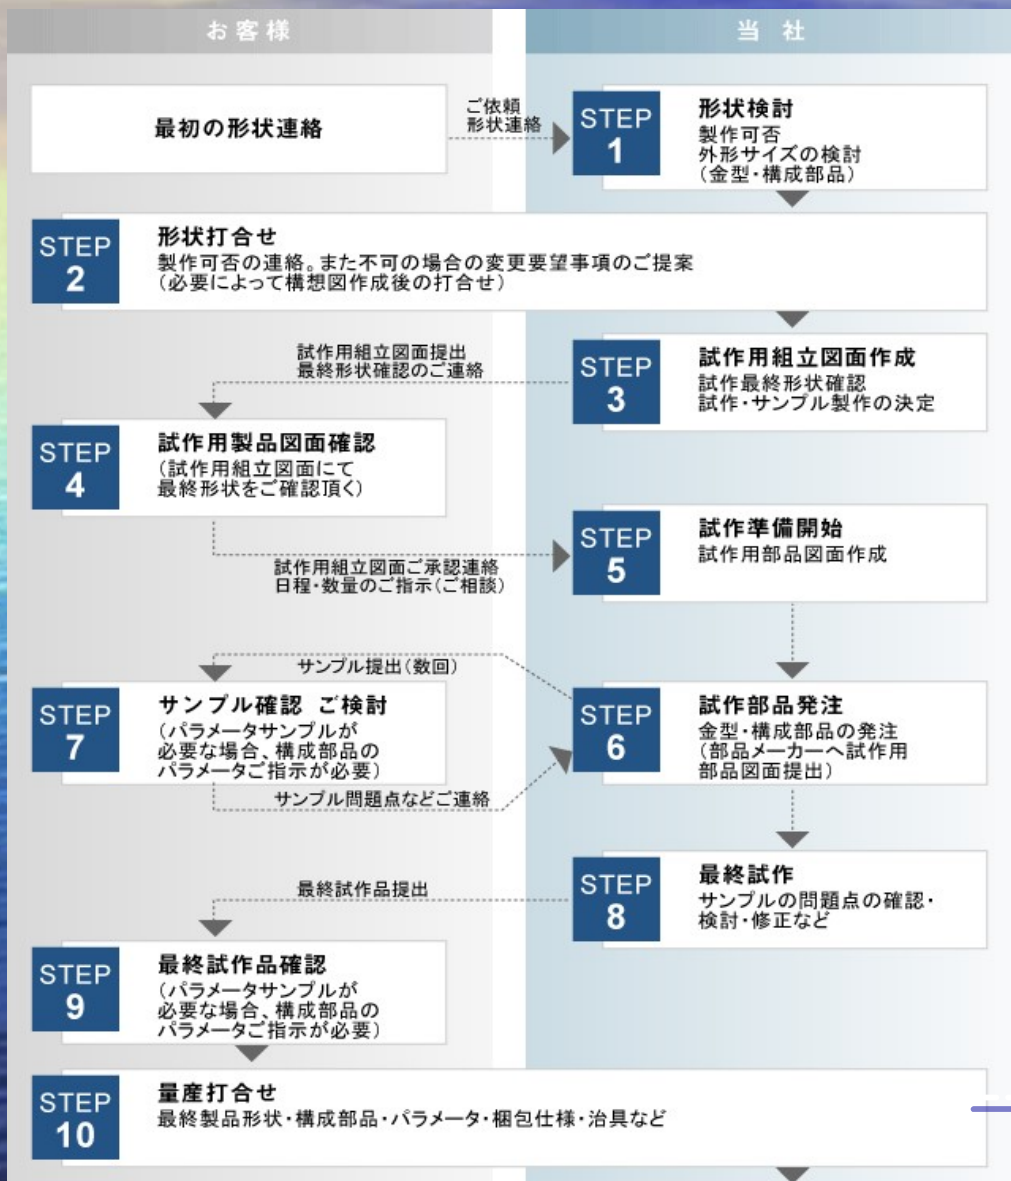 お客様
当社
最初の形状連絡
ご依頼
形状連絡
STEP
1
形状検討
製作可否
外形サイズの検討
(金型・構成部品)
STEP
2
形状打合せ
製作可否の連絡。また不可の場合の変更要望事項のご提案
(必要によって構想図作成後の打合せ)
試作用組立図面提出
最終形状確認のご連絡
STEP
3
試作用組立図面作成
試作最終形状確認
試作・サンプル製作の決定
STEP
4
試作用製品図面確認
(試作用組立図面にて
最終形状をご確認頂く)
試作用組立図面ご承認連絡
日程・数量のご指示(ご相談)
STEP
5
試作準備開始
試作用部品図面作成
サンプル提出(数回)
STEP
6
試作部品発注
金型・構成部品の発注
(部品メーカーへ試作用
部品図面提出)
STEP
7
サンプル確認 ご検討
(パラメータサンプルが
必要な場合、構成部品の
パラメータご指示が必要)
サンプル問題点などご連絡
STEP
8
最終試作
サンプルの問題点の確認・
検討・修正など
最終試作品提出
STEP
9
最終試作品確認
(パラメータサンプルが
必要な場合、構成部品の
パラメータご指示が必要)
STEP
10
量産打合せ
最終製品形状・構成部品・パラメータ・梱包仕様・治具など